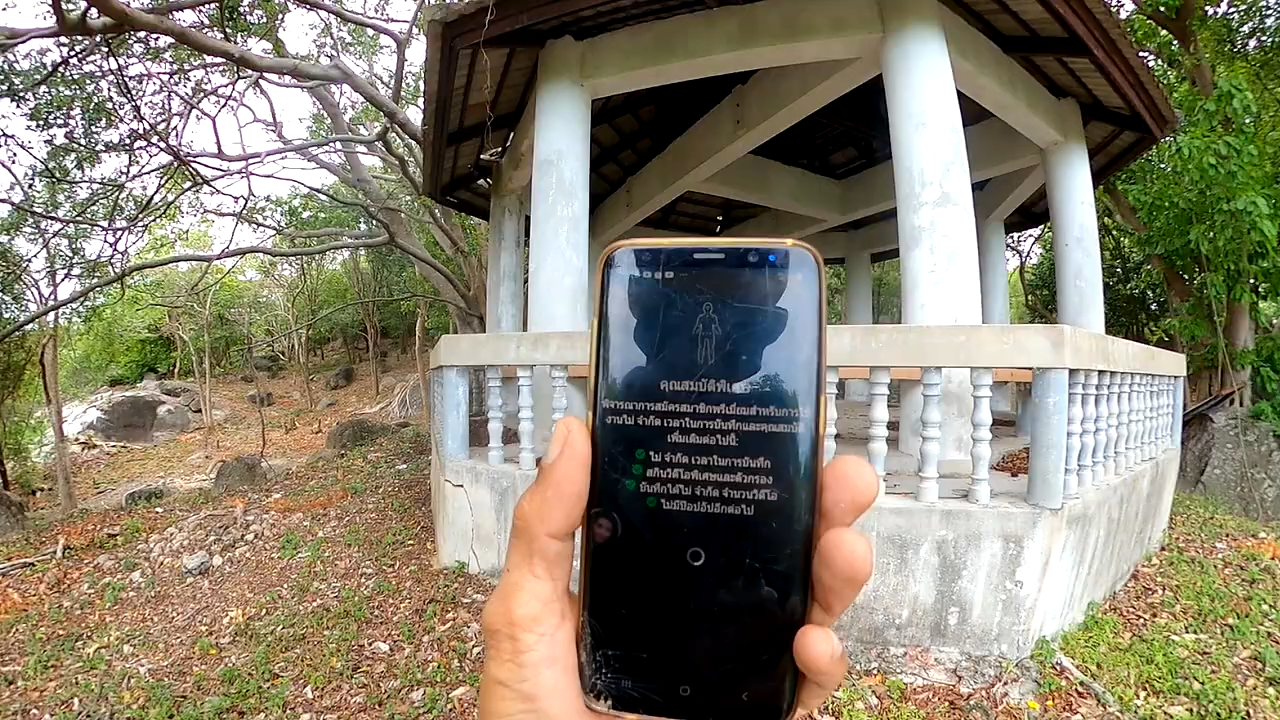 คุณสมบัติพิเศษ
พิจารณาการสมัครสมาชิกพรีเมียมสำหรับการใช้
งานไม่ จำกัด เวลาในการบันทึกและคุณสมบัติ
เพิ่มเติมต่อไปนี้:
ไม่ จำกัด เวลาในการบันทึก
สกินวิดีโอพิเศษและตัวกรอง
บันทึกได้ไม่ จำกัด จำนวนวิดีโอ
ไม่มีป๊อปอัปอีกต่อไป